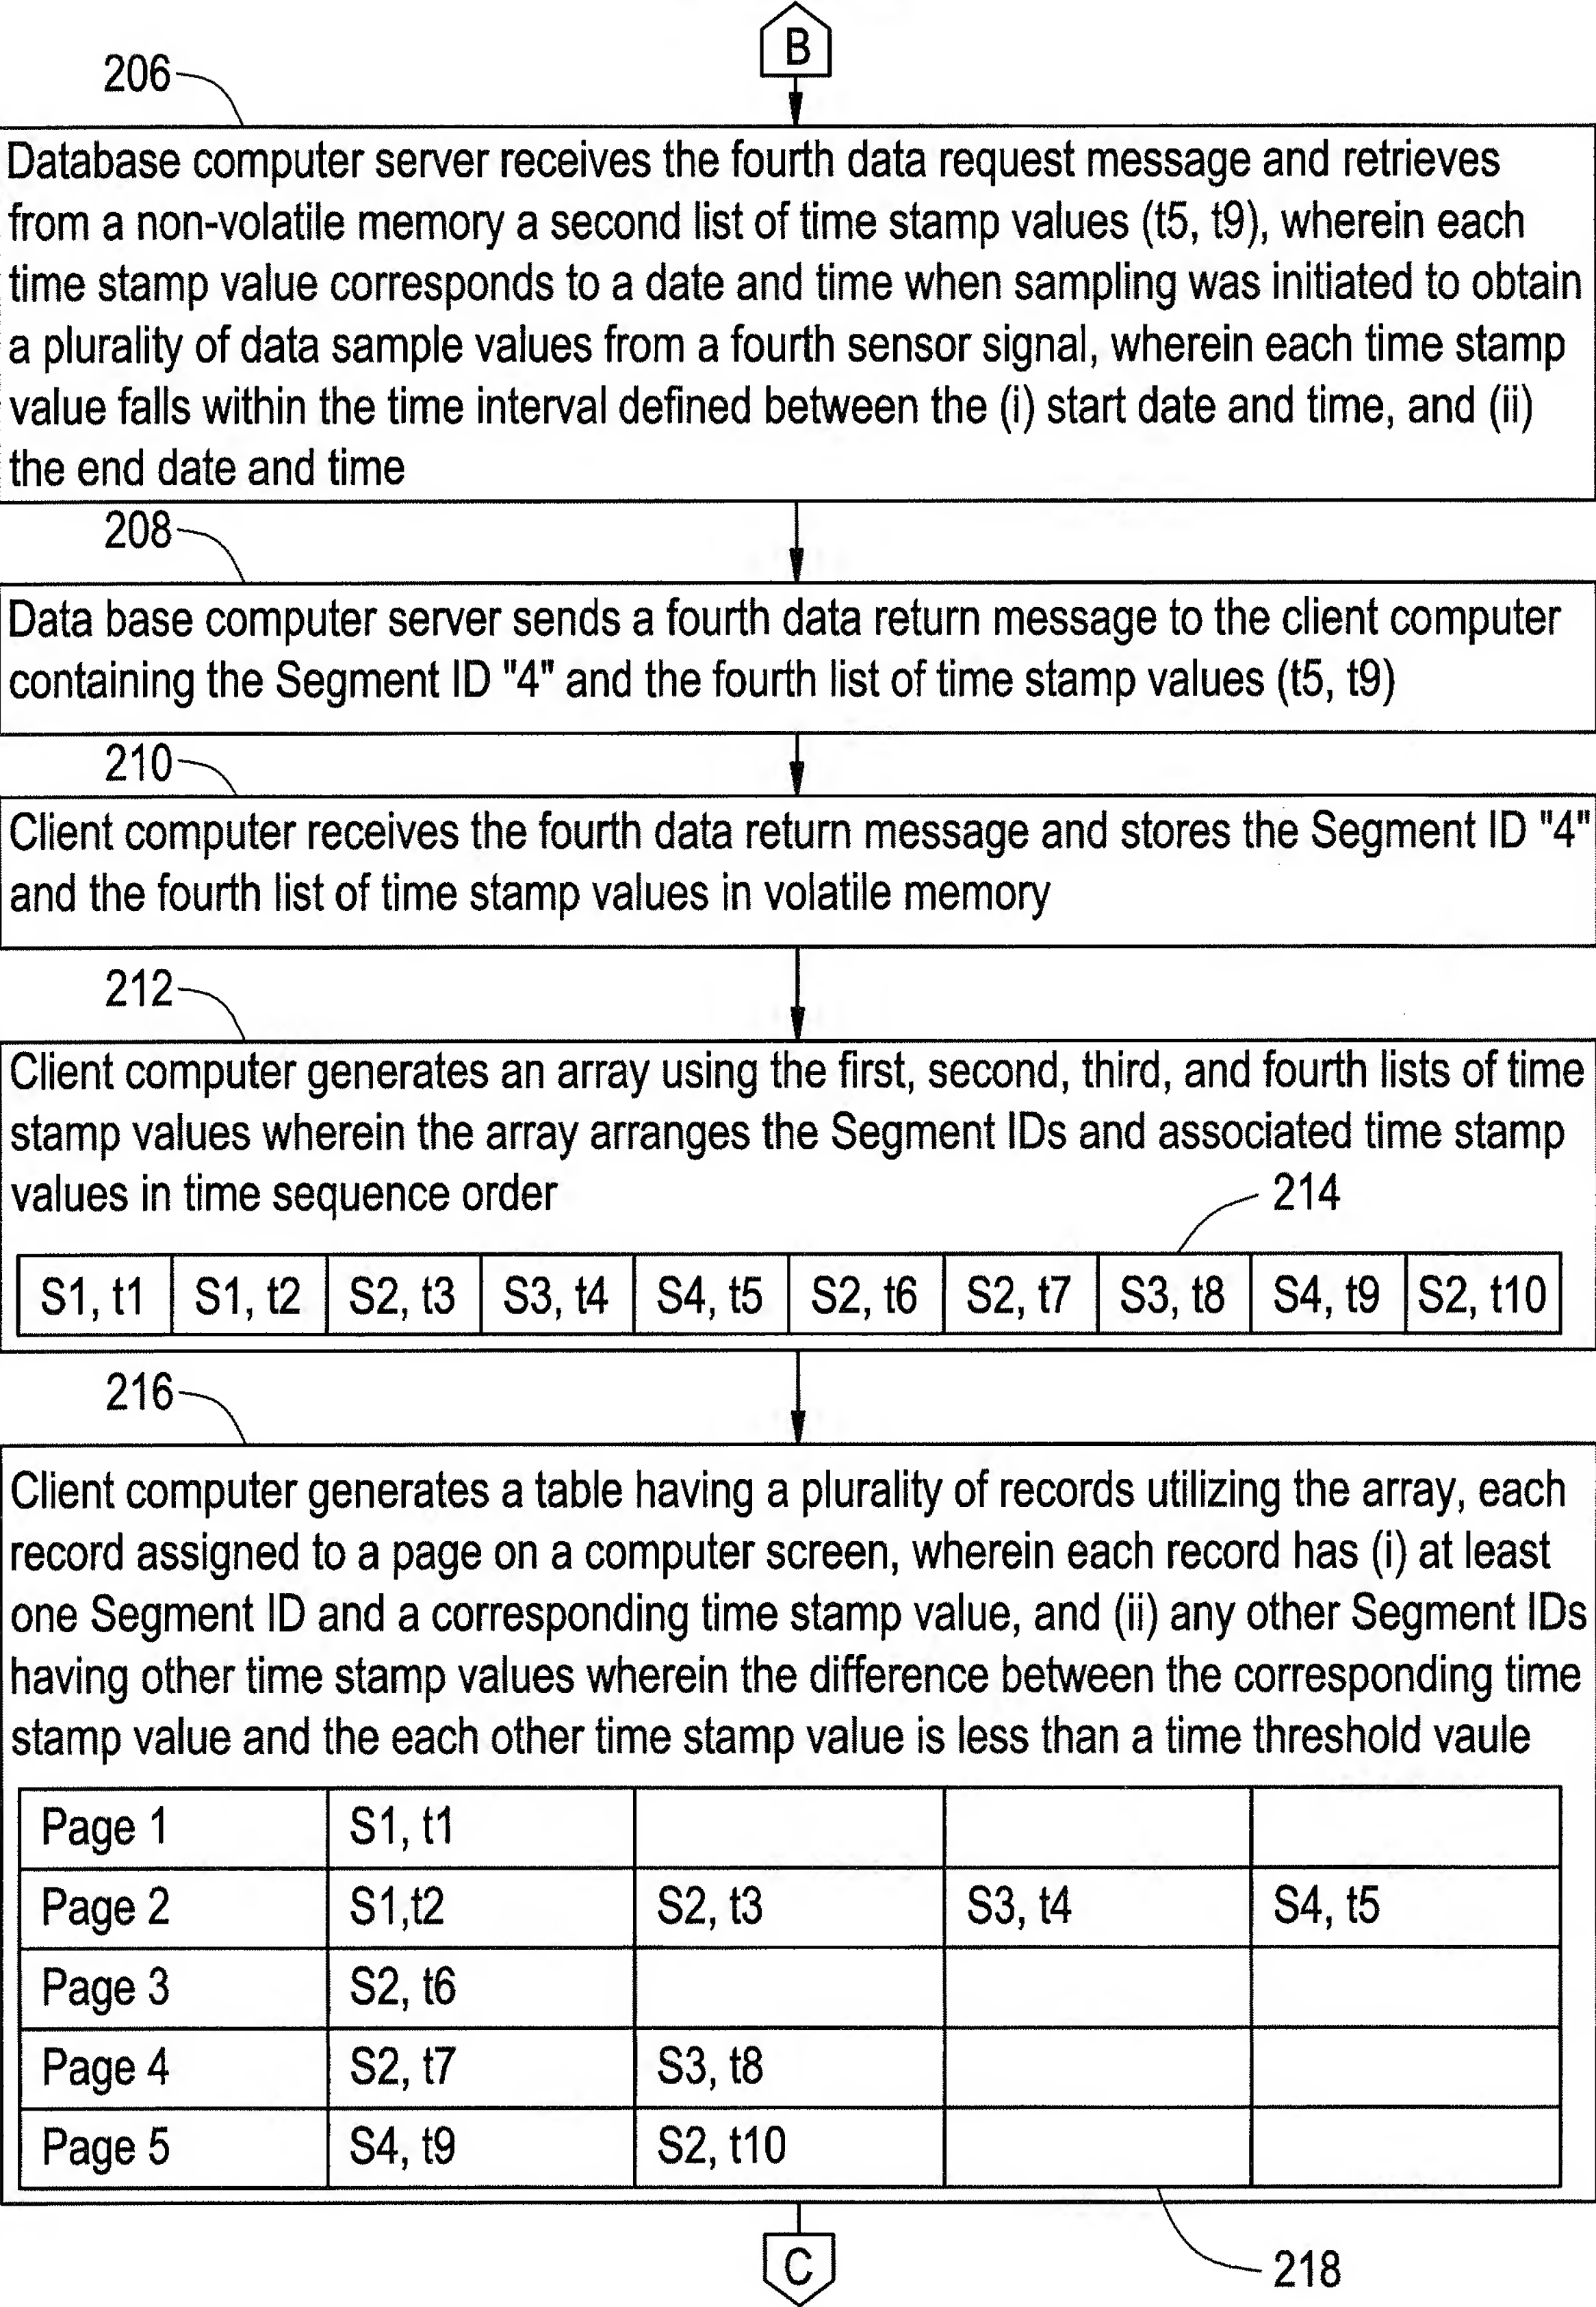 B
206
Database computer server receives the fourth data request message and retrieves
from a non-volatile memory a second list of time stamp values (t5, t9), wherein each
time stamp value corresponds to a date and time when sampling was initiated to obtain
a plurality of data sample values from a fourth sensor signal, wherein each time stamp
value falls within the time interval defined between the (i) start date and time, and (ii)
the end date and time
208
Data base computer server sends a fourth data return message to the client computer
containing the Segment ID "4" and the fourth list of time stamp values (t5, t9)
210
Client computer receives the fourth data return message and stores the Segment ID "4"
and the fourth list of time stamp values in volatile memory
212
Client computer generates an array using the first, second, third, and fourth lists of time
stamp values wherein the array arranges the Segment IDs and associated time stamp
values in time sequence order
214
S1, t1 S1, t2 S2, t3 S3, t4 S4, t5 S2, t6 S2, t7 S3, t8 S4, t9 S2, t10
216
Client computer generates a table having a plurality of records utilizing the array, each
record assigned to a page on a computer screen, wherein each record has (i) at least
one Segment ID and a corresponding time stamp value, and (ii) any other Segment IDs
having other time stamp values wherein the difference between the corresponding time
stamp value and the each other time stamp value is less than a time threshold vaule
Page 1 S1, t1
Page 2 S1,t2 S2, t3 S3, t4 S4, t5
Page 3 S2, t6
Page 4 S2, t7 S3, t8
Page 5 S4, t9 S2, t10
C
218